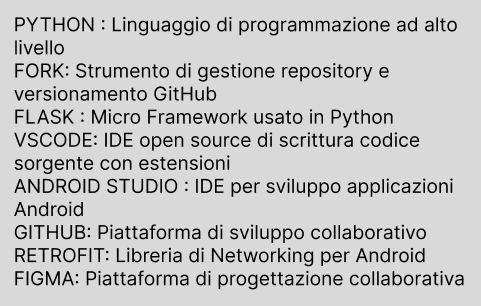 PYTHON : Linguaggio di programmazione ad alto
livello
FORK: Strumento di gestione repository e
versionamento GitHub
FLASK : Micro Framework usato in Python
VSCODE: IDE open source di scrittura codice
sorgente con estensioni
ANDROID STUDIO : IDE per sviluppo applicazioni
Android
GITHUB: Piattaforma di sviluppo collaborativo
RETROFIT: Libreria di Networking per Android
FIGMA: Piattaforma di progettazione collaborativa